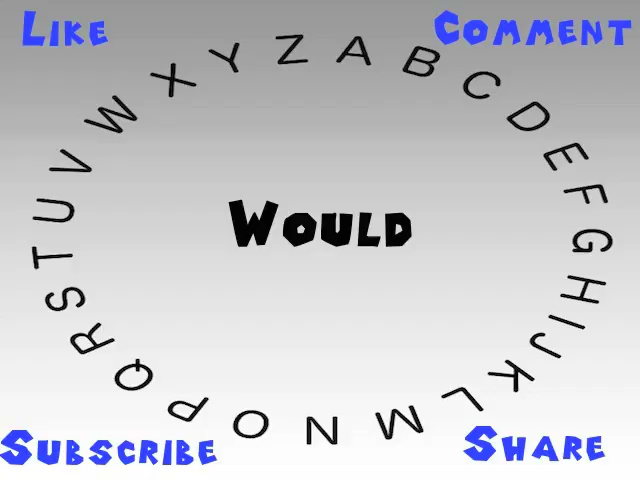 Like
Comment
A B C D E F G H I J K L M N O P Q R S T U V W X Y Z
Would
Subscribe
Share